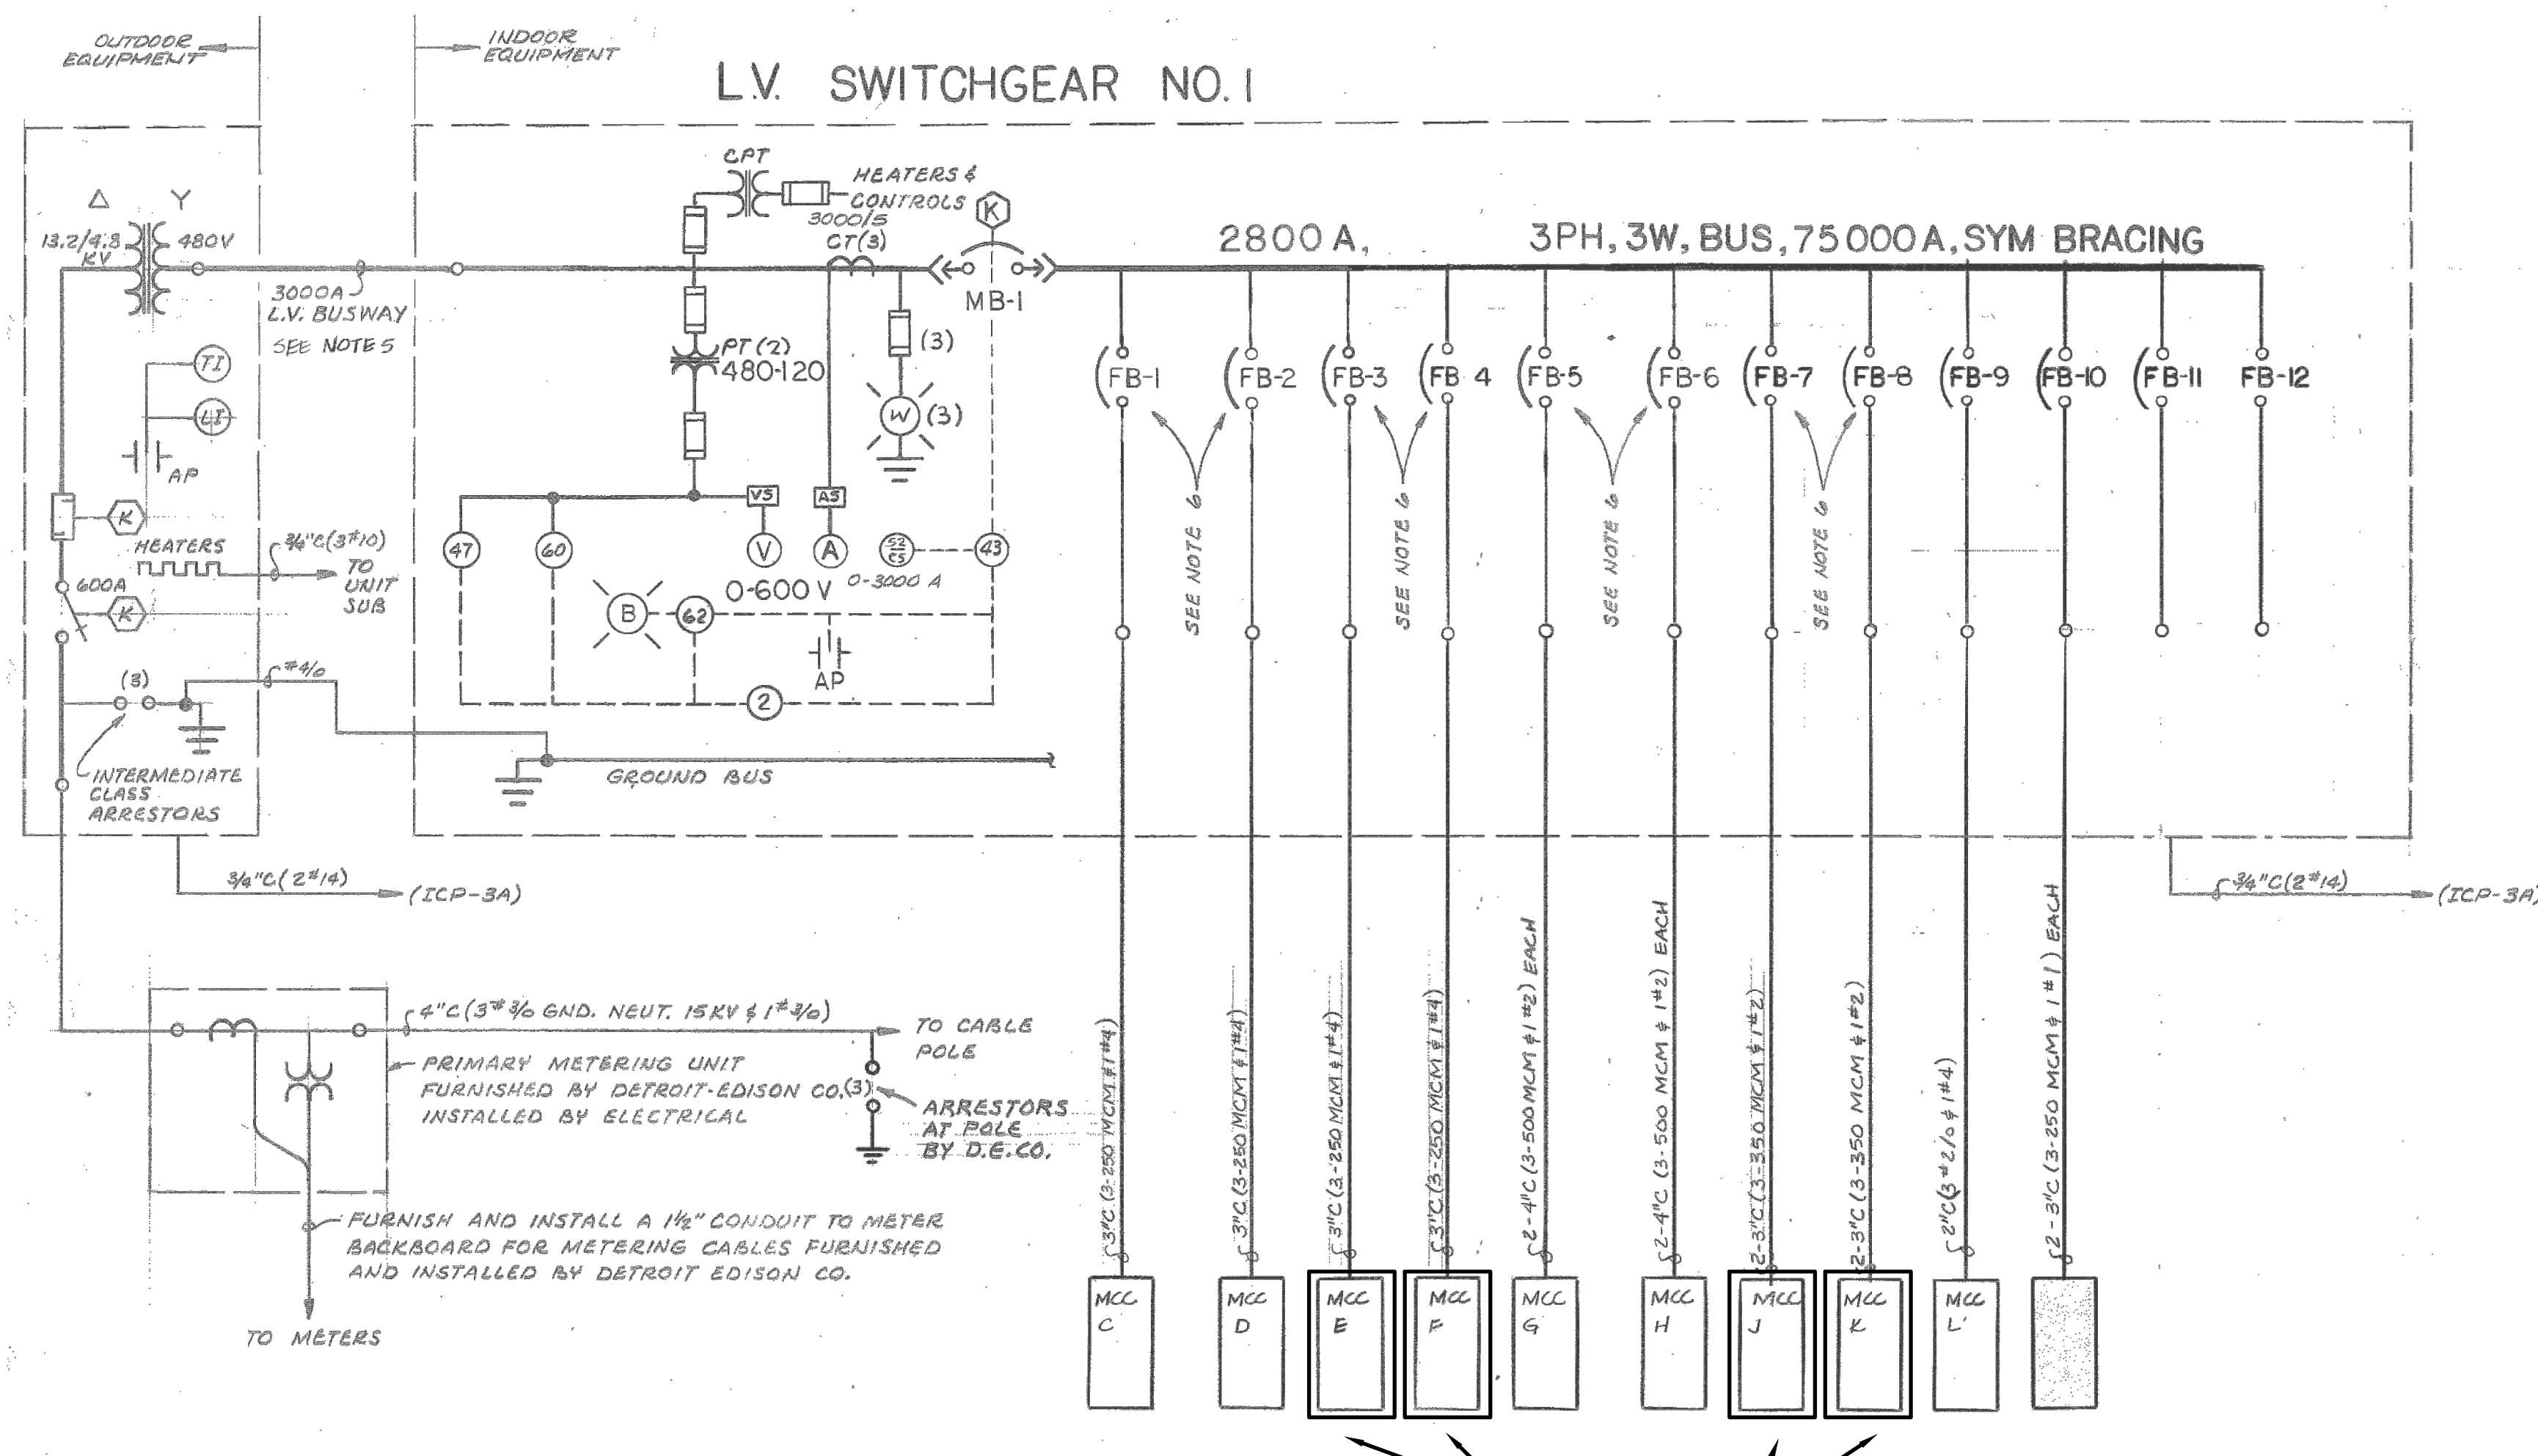 OUTDOOR
EQUIPMENT
INDOOR
EQUIPMENT
L.V. SWITCHGEAR NO. 1
CPT
HEATERS &
CONTROLS
3000/5
CT(3)
K
Δ Y
13.2/4.8
KV
480V
2800 A, 3PH, 3W, BUS, 75000A, SYM BRACING
3000A
L.V. BUSWAY
SEE NOTE 5
MB-1
TI
LI
AP
PT (2)
480-120
(3)
W
(3)
FB-1
FB-2
FB-3
FB 4
FB-5
FB-6
FB-7
FB-8
FB-9
FB-10
FB-11
FB-12
SEE NOTE 6
SEE NOTE 6
SEE NOTE 6
SEE NOTE 6
K
HEATERS
3/4"C(3#10)
TO
UNIT
SUB
600A
K
VS
AS
47
60
V
A
52
CS
43
0-600 V
0-3000 A
B
62
AP
2
(3)
#4/0
INTERMEDIATE
CLASS
ARRESTORS
GROUND BUS
3/4"C(2#14)
(ICP-3A)
3/4"C(2#14)
(ICP-3A)
4"C(3#3/0 GND. NEUT. 15KV & 1#3/0)
TO CABLE
POLE
PRIMARY METERING UNIT
FURNISHED BY DETROIT-EDISON CO.
INSTALLED BY ELECTRICAL
(3)
ARRESTORS
AT POLE
BY D.E.CO.
FURNISH AND INSTALL A 1½" CONDUIT TO METER
BACKBOARD FOR METERING CABLES FURNISHED
AND INSTALLED BY DETROIT EDISON CO.
TO METERS
3"C (3-250 MCM & 1#4)
3"C (3-250 MCM & 1#4)
3"C (3-250 MCM & 1#4)
3"C (3-250 MCM & 1#4)
2-4"C (3-500 MCM & 1#2) EACH
2-4"C (3-500 MCM & 1#2) EACH
2-3"C (3-350 MCM & 1#2)
2-3"C (3-350 MCM & 1#2)
2"C(3#2/0 & 1#4)
2-3"C (3-250 MCM & 1#1) EACH
MCC
C
MCC
D
MCC
E
MCC
F
MCC
G
MCC
H
MCC
J
MCC
K
MCC
L